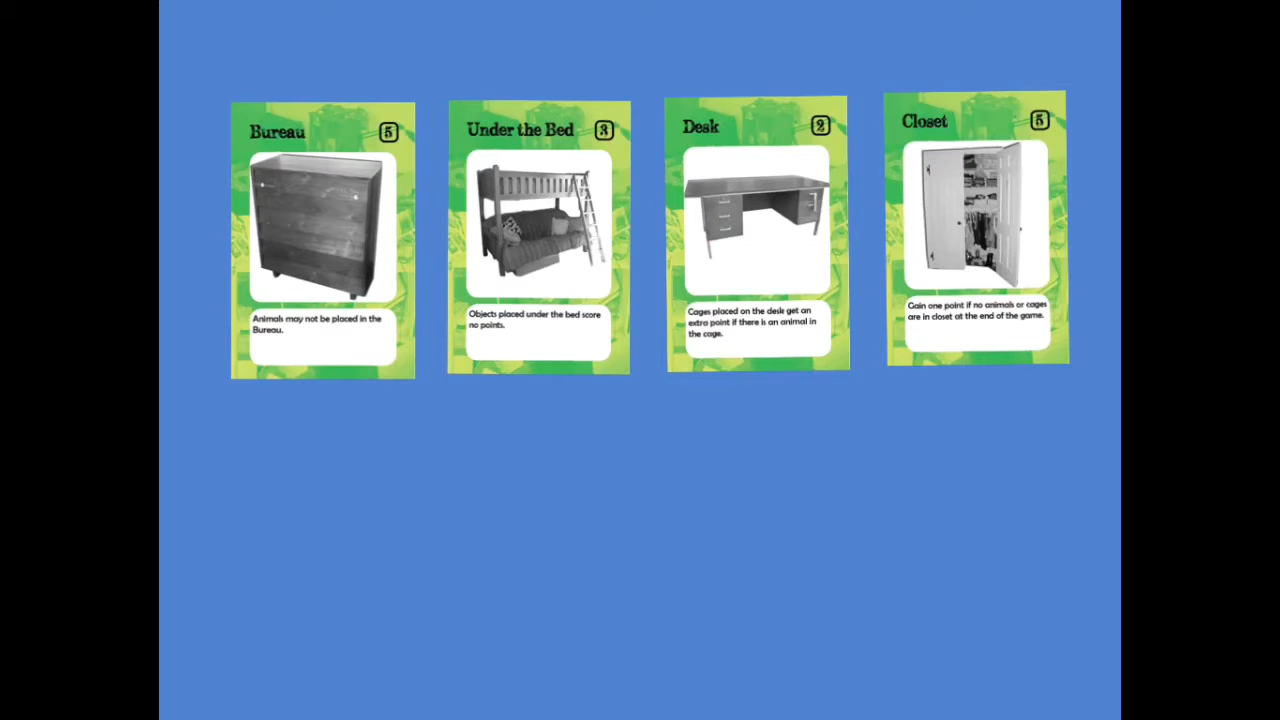 Bureau 5
Animals may not be placed in the
Bureau.
Under the Bed 3
Objects placed under the bed score
no points.
Desk 2
Cages placed on the desk get an
extra point if there is an animal in
the cage.
Closet 5
Gain one point if no animals or cages
are in closet at the end of the game.